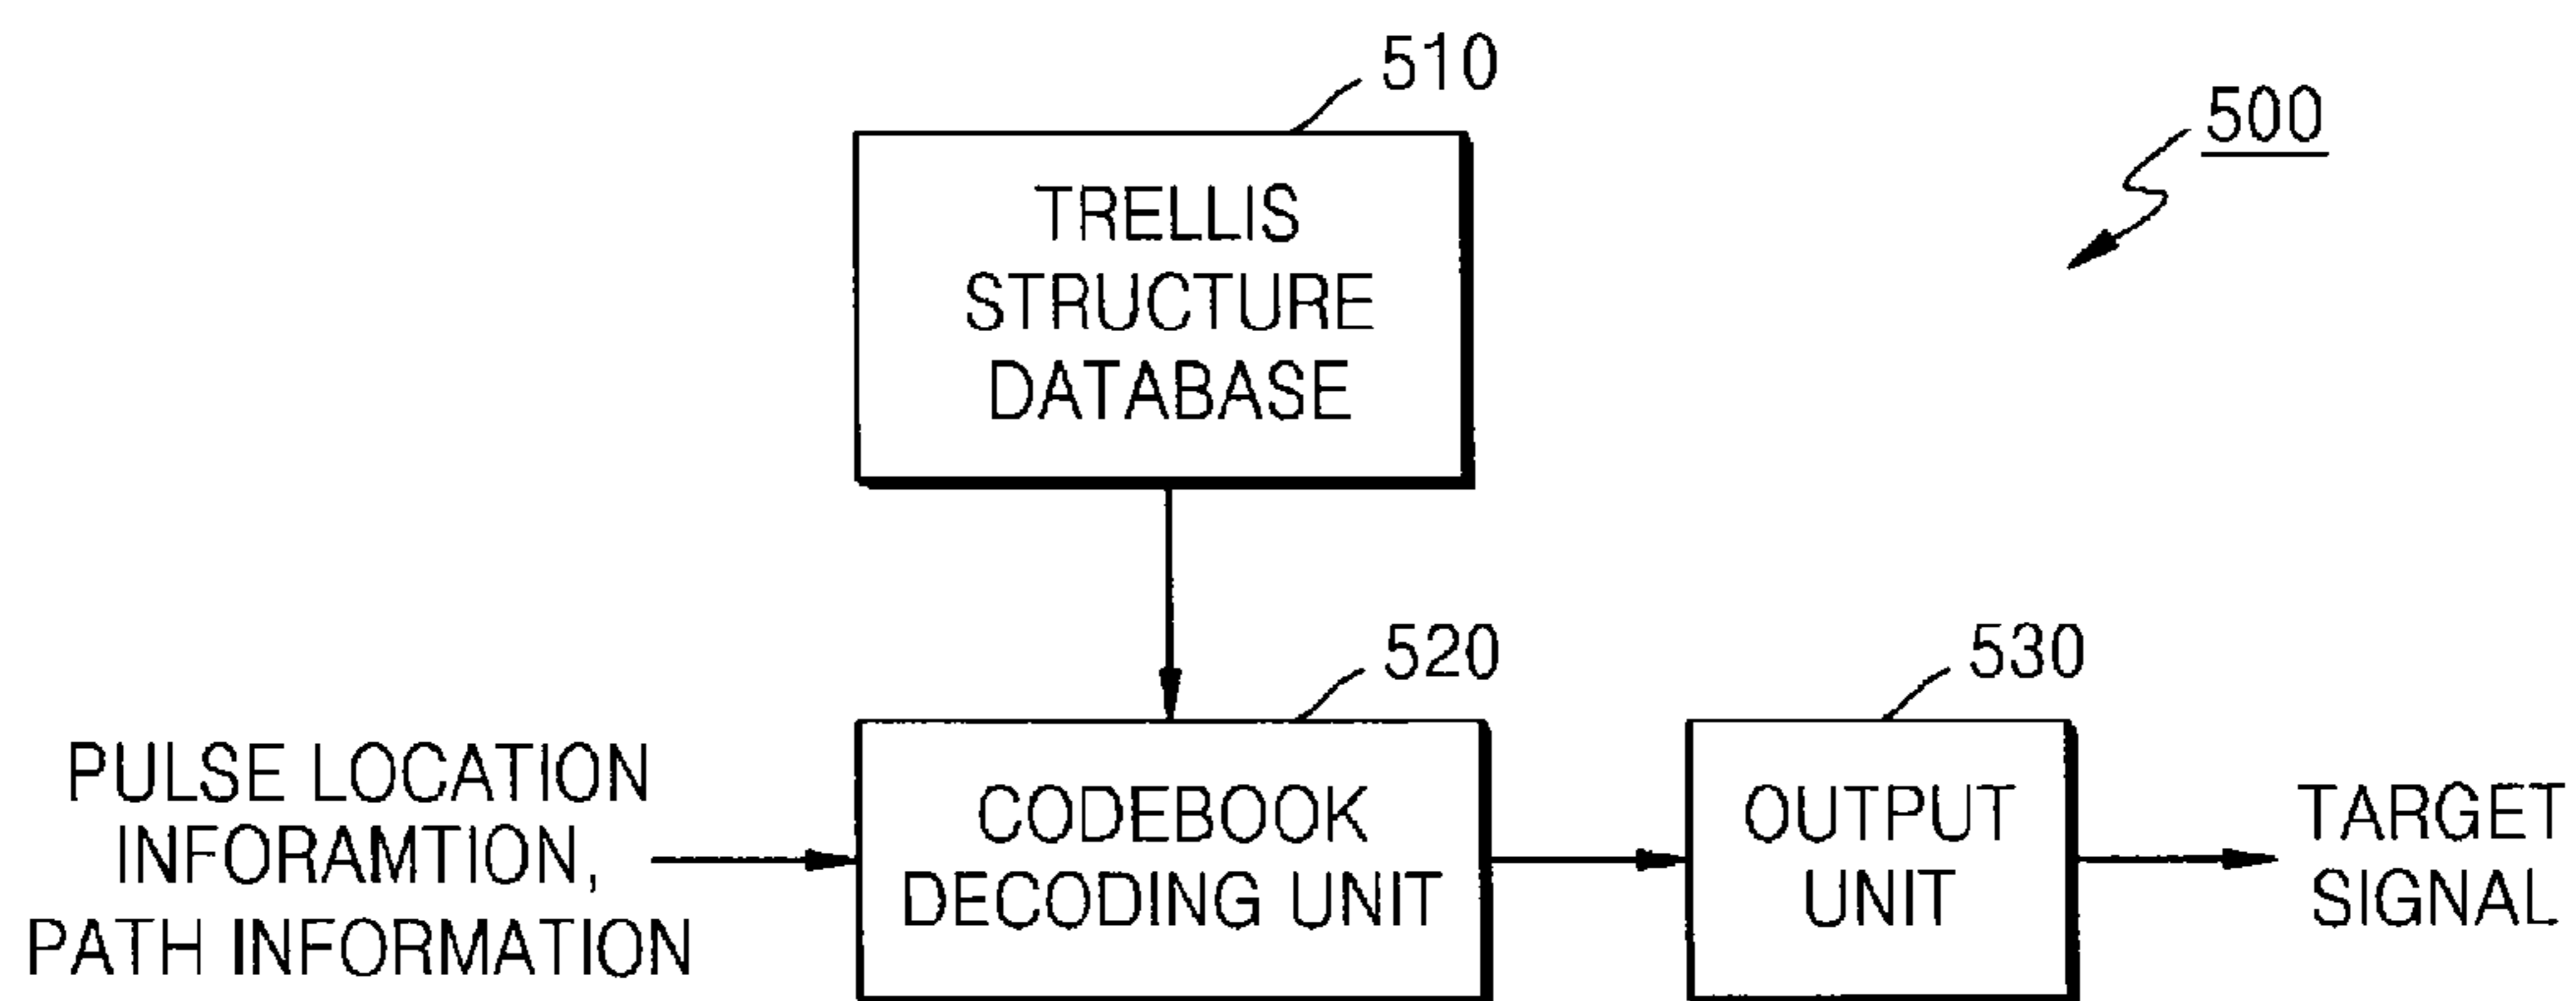 510
500
TRELLIS
STRUCTURE
DATABASE
520
530
PULSE LOCATION
INFORAMTION,
PATH INFORMATION
CODEBOOK
DECODING UNIT
OUTPUT
UNIT
TARGET
SIGNAL